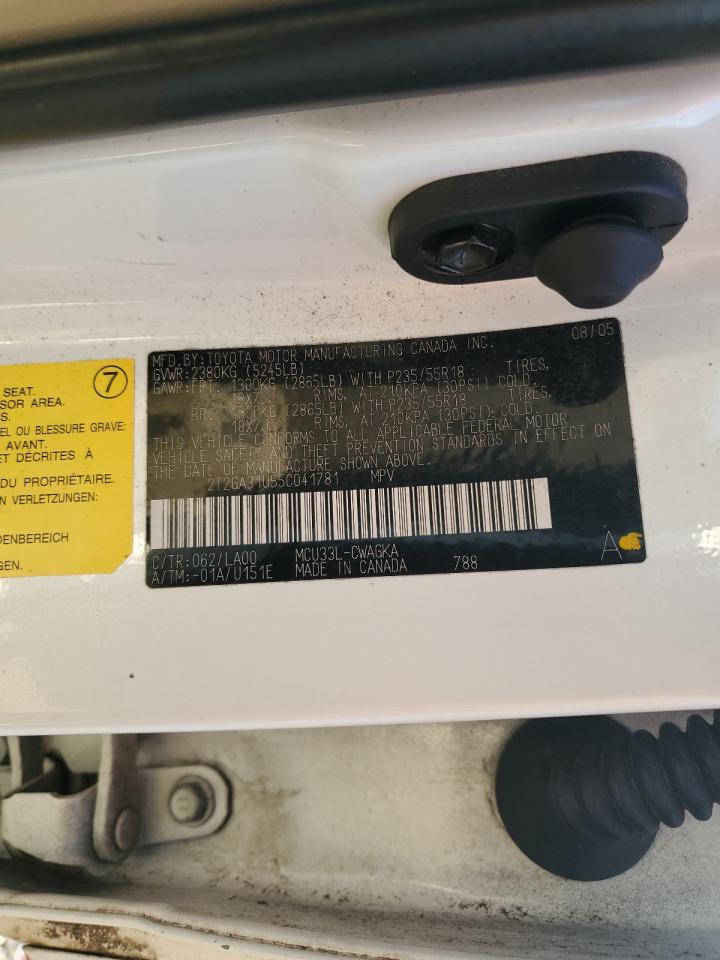 SEAT.
SOR AREA.
S.
EL OU BLESSURE GRAVE:
AVANT.
ET DÉCRITES À
DU PROPRIÉTAIRE.
EN VERLETZUNGEN:
DENBEREICH
GEN.
7
MFD.BY:TOYOTA MOTOR MANUFACTURING CANADA INC. 08/05
GVWR:2380KG (5245LB)
GAWR:FRT. 1300KG (2865LB) WITH P235/55R18 TIRES,
RIMS, AT 210KPA (30PSI) COLD.
RR. 1300KG (2865LB) WITH P235/55R18 TIRES,
RIMS, AT 210KPA (30PSI) COLD.
THIS VEHICLE CONFORMS TO ALL APPLICABLE FEDERAL MOTOR
VEHICLE SAFETY AND THEFT PREVENTION STANDARDS IN EFFECT ON
THE DATE OF MANUFACTURE SHOWN ABOVE.
MPV
C/TR:062/LA00 MCU33L-CWAGKA
A/TM:-01A/U151E MADE IN CANADA 788
A